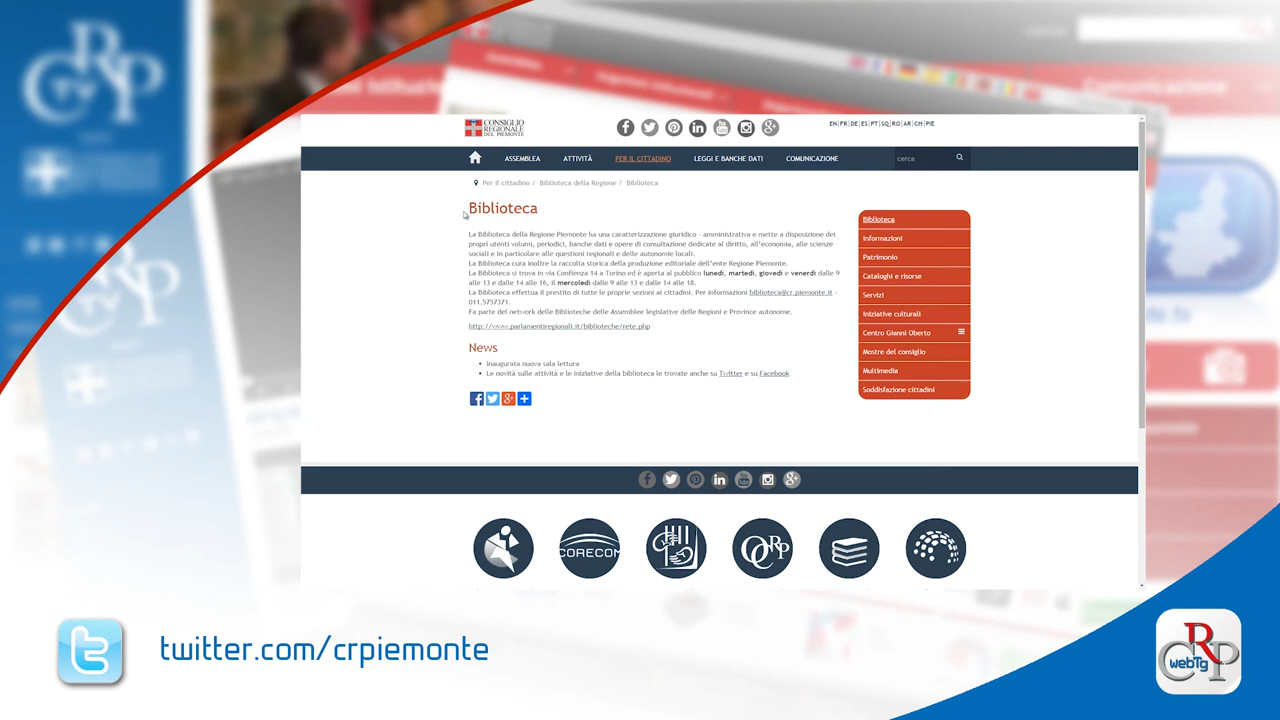 CRP
TV
CONSIGLIO
REGIONALE
DEL PIEMONTE
EN|FR|DE|ES|PT|SQ|RO|AR|CH|PIE
ASSEMBLEA ATTIVITÀ PER IL CITTADINO LEGGI E BANCHE DATI COMUNICAZIONE cerca
Per il cittadino / Biblioteca della Regione / Biblioteca
Biblioteca
La Biblioteca della Regione Piemonte ha una caratterizzazione giuridico - amministrativa e mette a disposizione dei
propri utenti volumi, periodici, banche dati e opere di consultazione dedicate al diritto, all'economia, alle scienze
sociali e in particolare alle questioni regionali e delle autonomie locali.
La Biblioteca cura inoltre la raccolta storica della produzione editoriale dell'ente Regione Piemonte.
La Biblioteca si trova in via Confienza 14 a Torino ed è aperta al pubblico lunedì, martedì, giovedì e venerdì dalle 9
alle 13 e dalle 14 alle 16, il mercoledì dalle 9 alle 13 e dalle 14 alle 18.
La Biblioteca effettua il prestito di tutte le proprie sezioni ai cittadini. Per informazioni biblioteca@cr.piemonte.it -
011.5757371.
Fa parte del network delle Biblioteche delle Assemblee legislative delle Regioni e Province autonome.
http://www.parlamentiregionali.it/biblioteche/rete.php
News
Inaugurata nuova sala lettura
Le novità sulle attività e le iniziative della biblioteca le trovate anche su Twitter e su Facebook
Biblioteca
Informazioni
Patrimonio
Cataloghi e risorse
Servizi
Iniziative culturali
Centro Gianni Oberto
Mostre del consiglio
Multimedia
Soddisfazione cittadini
CORECOM
OCRP
twitter.com/crpiemonte
CRP
webTg